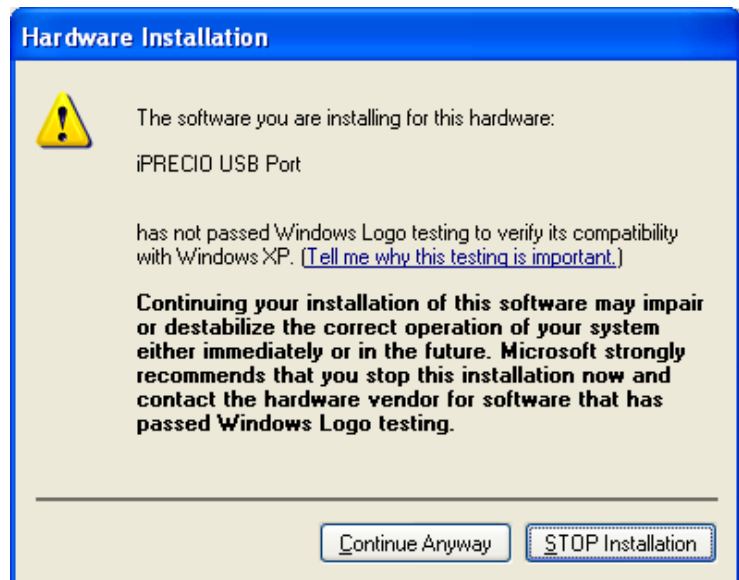 Hardware Installation
The software you are installing for this hardware:
iPRECIO USB Port
has not passed Windows Logo testing to verify its compatibility
with Windows XP. (Tell me why this testing is important.)
Continuing your installation of this software may impair
or destabilize the correct operation of your system
either immediately or in the future. Microsoft strongly
recommends that you stop this installation now and
contact the hardware vendor for software that has
passed Windows Logo testing.
Continue Anyway
STOP Installation